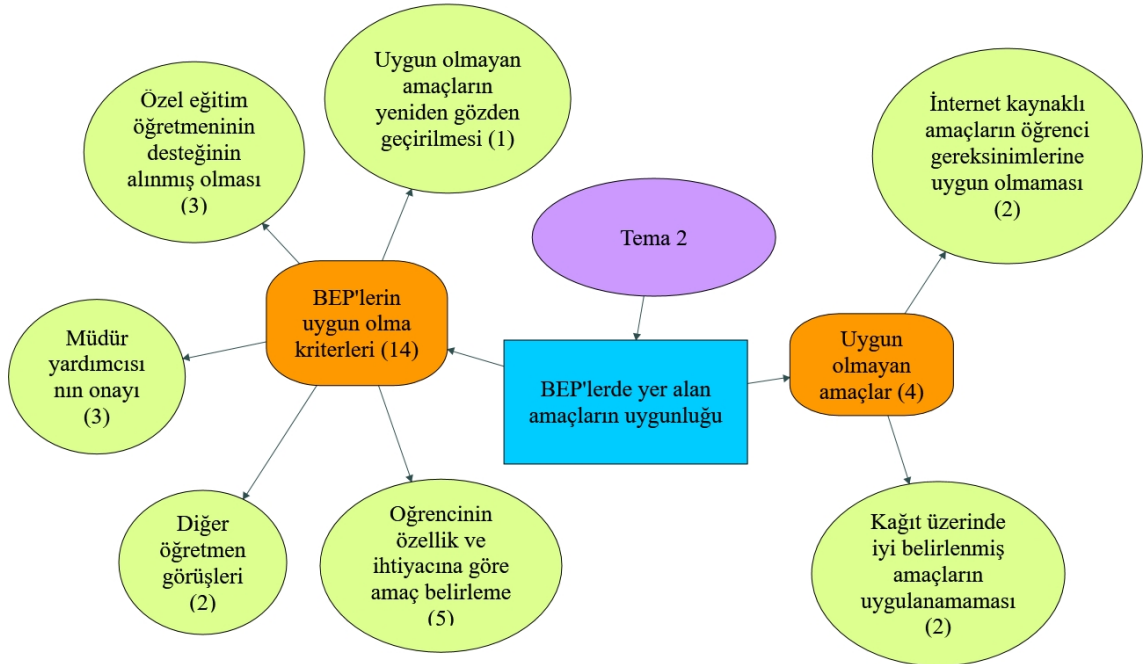 Uygun olmayan
amaçların
yeniden gözden
geçirilmesi (1)
Özel eğitim
öğretmeninin
desteğinin
alınmış olması
(3)
İnternet kaynaklı
amaçların öğrenci
gereksinimlerine
uygun olmaması
(2)
Tema 2
BEP'lerin
uygun olma
kriterleri (14)
Müdür
yardımcısı
nın onayı
(3)
BEP'lerde yer alan
amaçların uygunluğu
Uygun
olmayan
amaçlar (4)
Diğer
öğretmen
görüşleri
(2)
Oğrencinin
özellik ve
ihtiyacına göre
amaç belirleme
(5)
Kağıt üzerinde
iyi belirlenmiş
amaçların
uygulanamaması
(2)